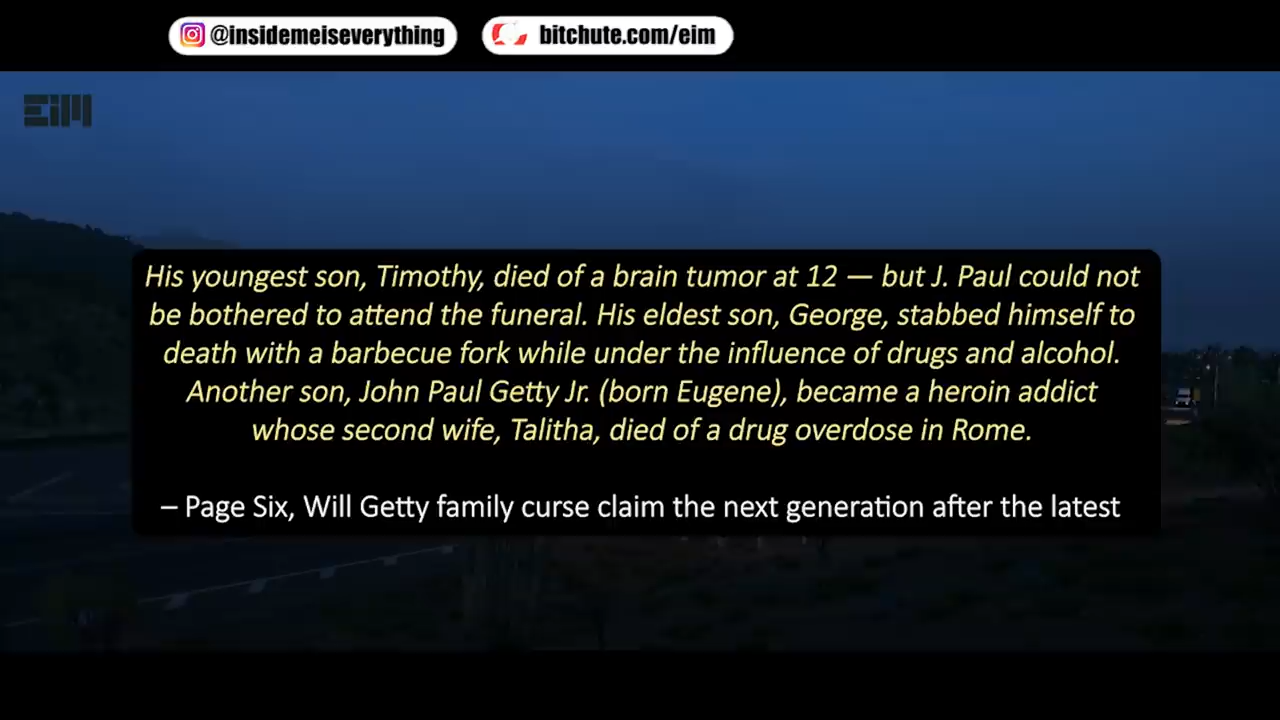 @insidemeiseverything
bitchute.com/eim
EiM
His youngest son, Timothy, died of a brain tumor at 12 — but J. Paul could not
be bothered to attend the funeral. His eldest son, George, stabbed himself to
death with a barbecue fork while under the influence of drugs and alcohol.
Another son, John Paul Getty Jr. (born Eugene), became a heroin addict
whose second wife, Talitha, died of a drug overdose in Rome.
– Page Six, Will Getty family curse claim the next generation after the latest